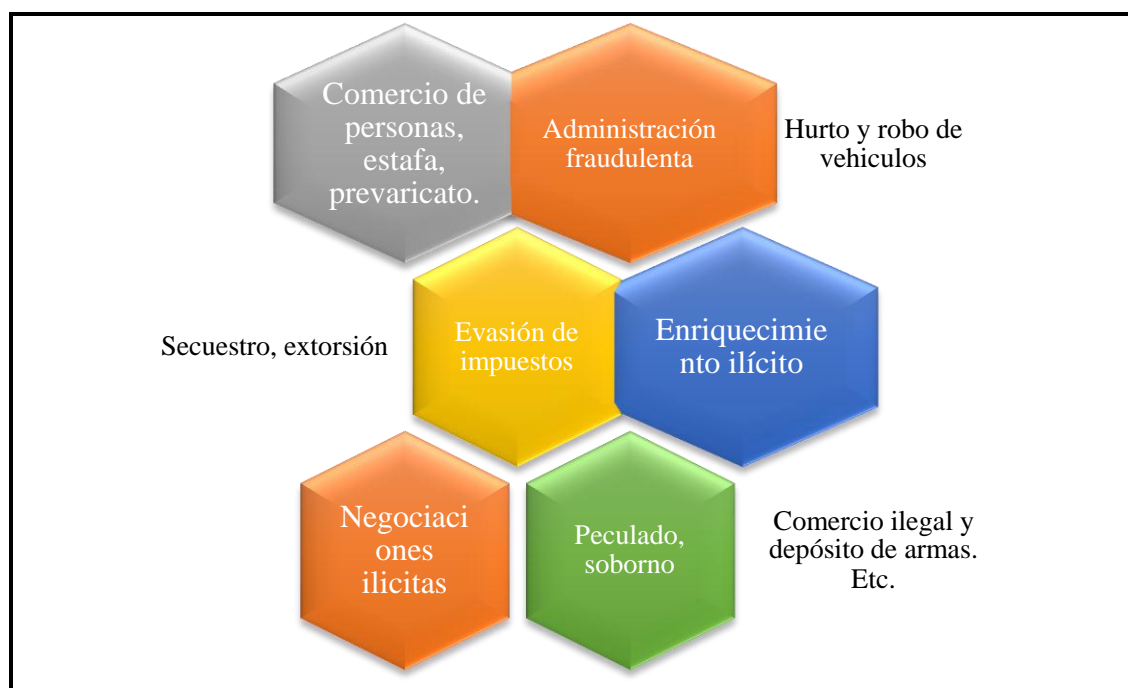 Comercio de
personas,
estafa,
prevaricato.
Administración
fraudulenta
Hurto y robo de
vehiculos
Secuestro, extorsión
Evasión de
impuestos
Enriquecimie
nto ilícito
Negociaci
ones
ilicitas
Peculado,
soborno
Comercio ilegal y
depósito de armas.
Etc.